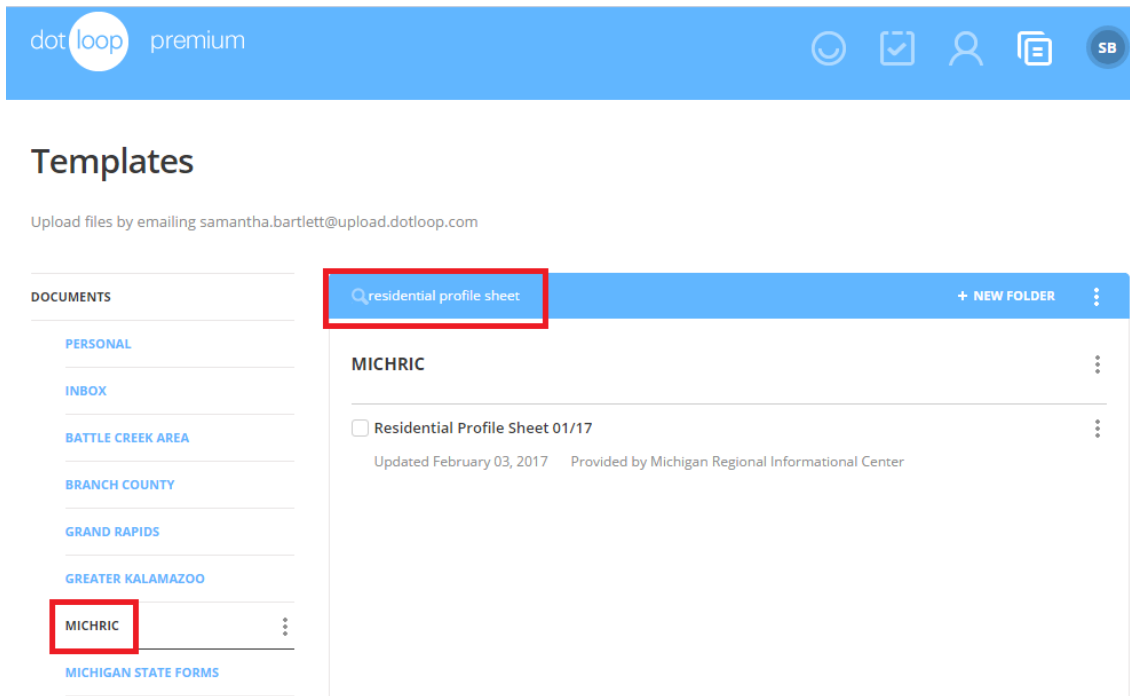 dot loop premium
SB
Templates
Upload files by emailing samantha.bartlett@upload.dotloop.com
DOCUMENTS
PERSONAL
INBOX
BATTLE CREEK AREA
BRANCH COUNTY
GRAND RAPIDS
GREATER KALAMAZOO
MICHRIC
MICHIGAN STATE FORMS
residential profile sheet
+ NEW FOLDER
MICHRIC
Residential Profile Sheet 01/17
Updated February 03, 2017 Provided by Michigan Regional Informational Center